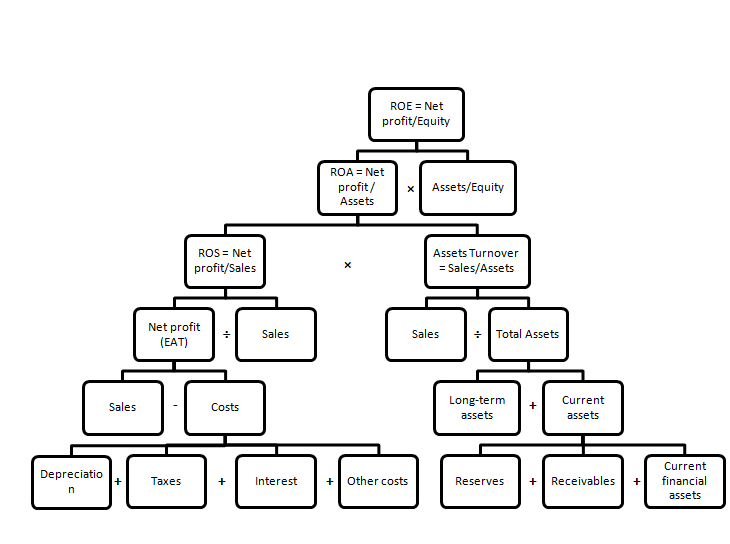 ROE = Net
profit/Equity
ROA = Net
profit /
Assets
×
Assets/Equity
ROS = Net
profit/Sales
×
Assets Turnover
= Sales/Assets
Net profit
(EAT)
÷
Sales
Sales
÷
Total Assets
Sales
-
Costs
Long-term
assets
+
Current
assets
Depreciatio
n
+
Taxes
+
Interest
+
Other costs
Reserves
+
Receivables
+
Current
financial
assets